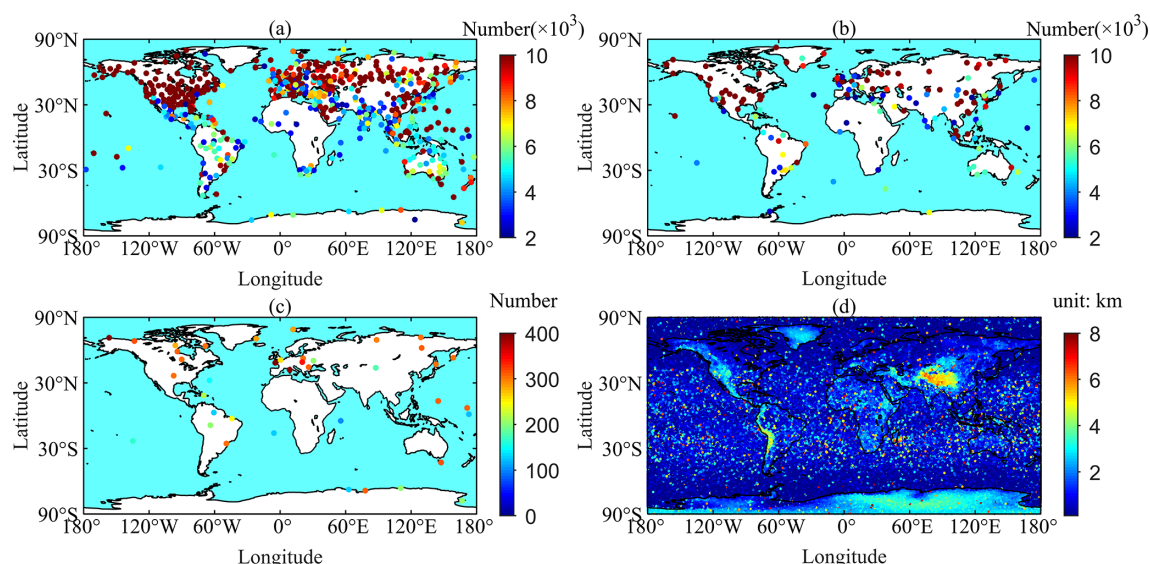 (a)
Number(×10³)
90°N
30°N
30°S
90°S
Latitude
180°
120°W
60°W
0°
60°E
120°E
180°
Longitude
10
8
6
4
2
(b)
Number(×10³)
90°N
30°N
30°S
90°S
Latitude
180°
120°W
60°W
0°
60°E
120°E
180°
Longitude
10
8
6
4
2
(c)
Number
90°N
30°N
30°S
90°S
Latitude
180°
120°W
60°W
0°
60°E
120°E
180°
Longitude
400
300
200
100
0
(d)
unit: km
90°N
30°N
30°S
90°S
Latitude
180°
120°W
60°W
0°
60°E
120°E
180°
Longitude
8
6
4
2